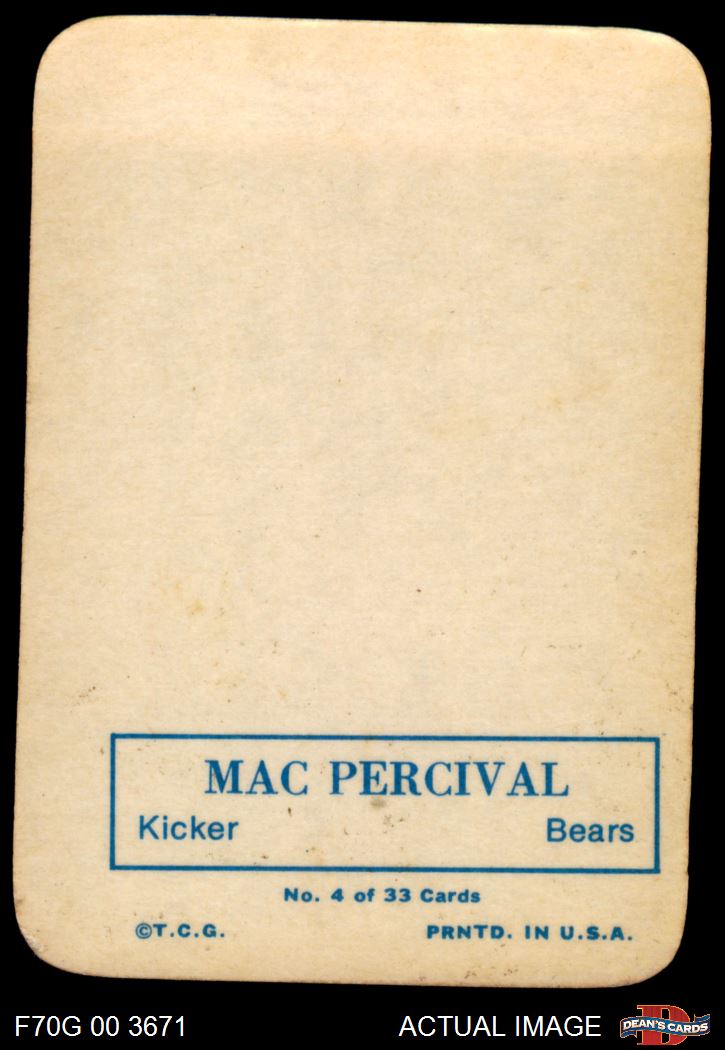 MAC PERCIVAL
Kicker Bears
No. 4 of 33 Cards
©T.C.G. PRNTD. IN U.S.A.
F70G 00 3671 ACTUAL IMAGE D DEAN'S CARDS